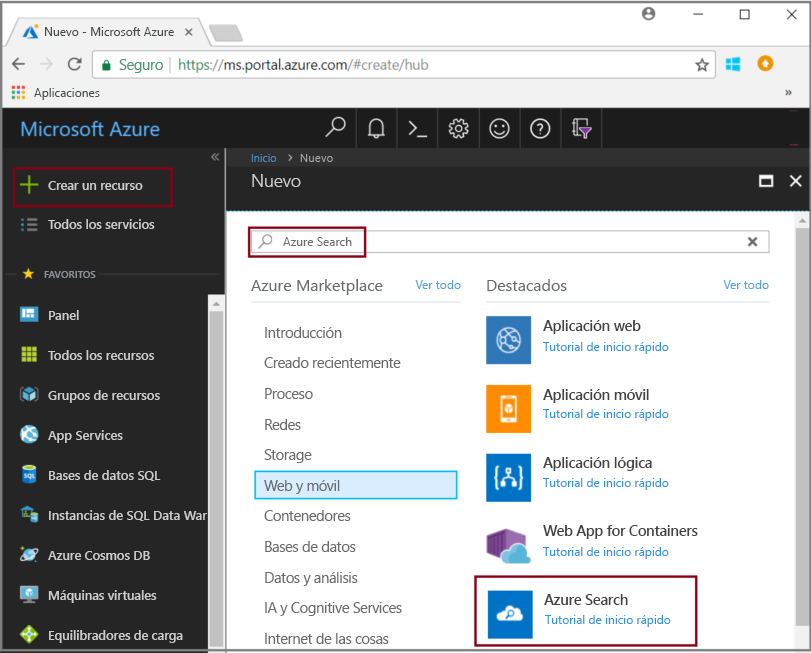 Nuevo - Microsoft Azure
Seguro | https://ms.portal.azure.com/#create/hub
Aplicaciones
»
Microsoft Azure
«
Crear un recurso
Todos los servicios
FAVORITOS
Panel
Todos los recursos
Grupos de recursos
App Services
Bases de datos SQL
SQL
Instancias de SQL Data War
Azure Cosmos DB
Máquinas virtuales
Equilibradores de carga
Inicio > Nuevo
Nuevo
Azure Search
Azure Marketplace Ver todo
Introducción
Creado recientemente
Proceso
Redes
Storage
Web y móvil
Contenedores
Bases de datos
Datos y análisis
IA y Cognitive Services
Internet de las cosas
Destacados Ver todo
Aplicación web
Tutorial de inicio rápido
Aplicación móvil
Tutorial de inicio rápido
Aplicación lógica
Tutorial de inicio rápido
Web App for Containers
Tutorial de inicio rápido
Azure Search
Tutorial de inicio rápido